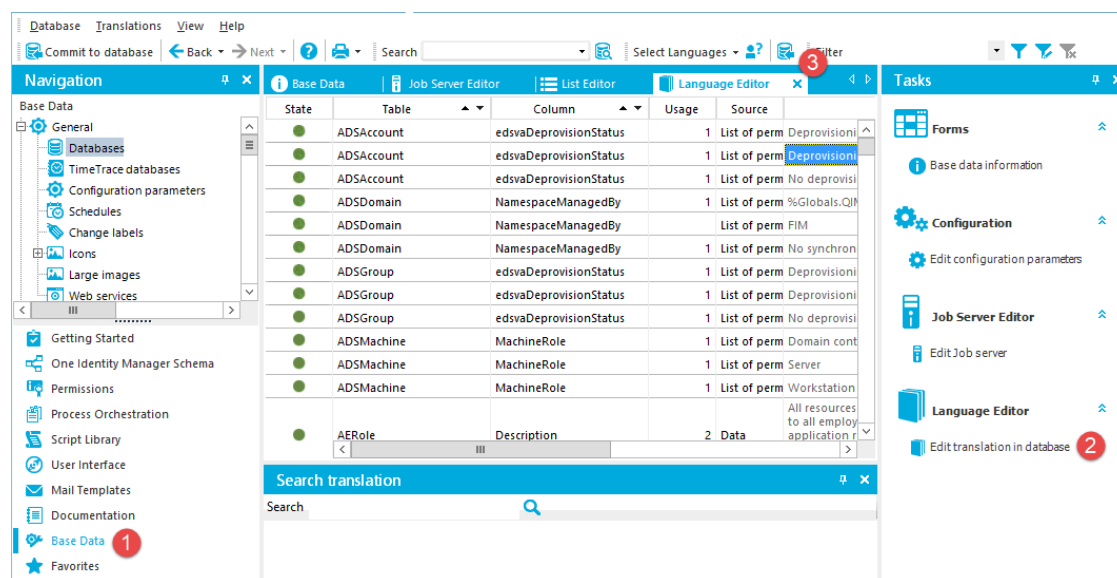 Database Translations View Help
Commit to database Back Next Search Select Languages Filter
3
Navigation
Base Data
General
Databases
TimeTrace databases
Configuration parameters
Schedules
Change labels
Icons
Large images
Web services
Getting Started
One Identity Manager Schema
Permissions
Process Orchestration
Script Library
User Interface
Mail Templates
Documentation
Base Data 1
Favorites
Base Data Job Server Editor List Editor Language Editor
State Table Column Usage Source
ADSAccount edsvaDeprovisionStatus 1 List of perm Deprovisioni
ADSAccount edsvaDeprovisionStatus 1 List of perm Deprovisioni
ADSAccount edsvaDeprovisionStatus 1 List of perm No deprovisi
ADSDomain NamespaceManagedBy 1 List of perm %Globals.QIM
ADSDomain NamespaceManagedBy List of perm FIM
ADSDomain NamespaceManagedBy 1 List of perm No synchron
ADSGroup edsvaDeprovisionStatus 1 List of perm Deprovisioni
ADSGroup edsvaDeprovisionStatus 1 List of perm Deprovisioni
ADSGroup edsvaDeprovisionStatus 1 List of perm No deprovisi
ADSMachine MachineRole 1 List of perm Domain cont
ADSMachine MachineRole 1 List of perm Server
ADSMachine MachineRole 1 List of perm Workstation
All resources
to all employ
AERole Description 2 Data application r
Search translation
Search
Tasks
Forms
Base data information
Configuration
Edit configuration parameters
Job Server Editor
Edit Job server
Language Editor
Edit translation in database 2